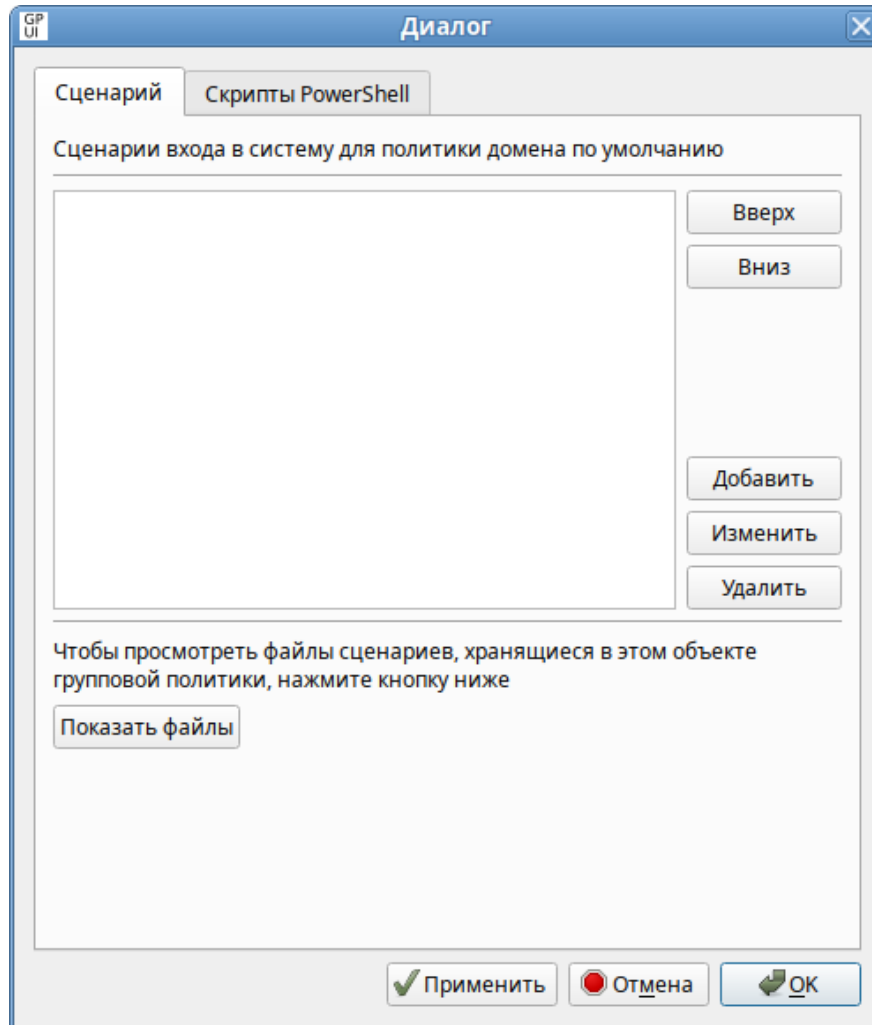 GP
UI
Диалог
Сценарий
Скрипты PowerShell
Сценарии входа в систему для политики домена по умолчанию
Вверх
Вниз
Добавить
Изменить
Удалить
Чтобы просмотреть файлы сценариев, хранящиеся в этом объекте
групповой политики, нажмите кнопку ниже
Показать файлы
Применить
Отмена
OK